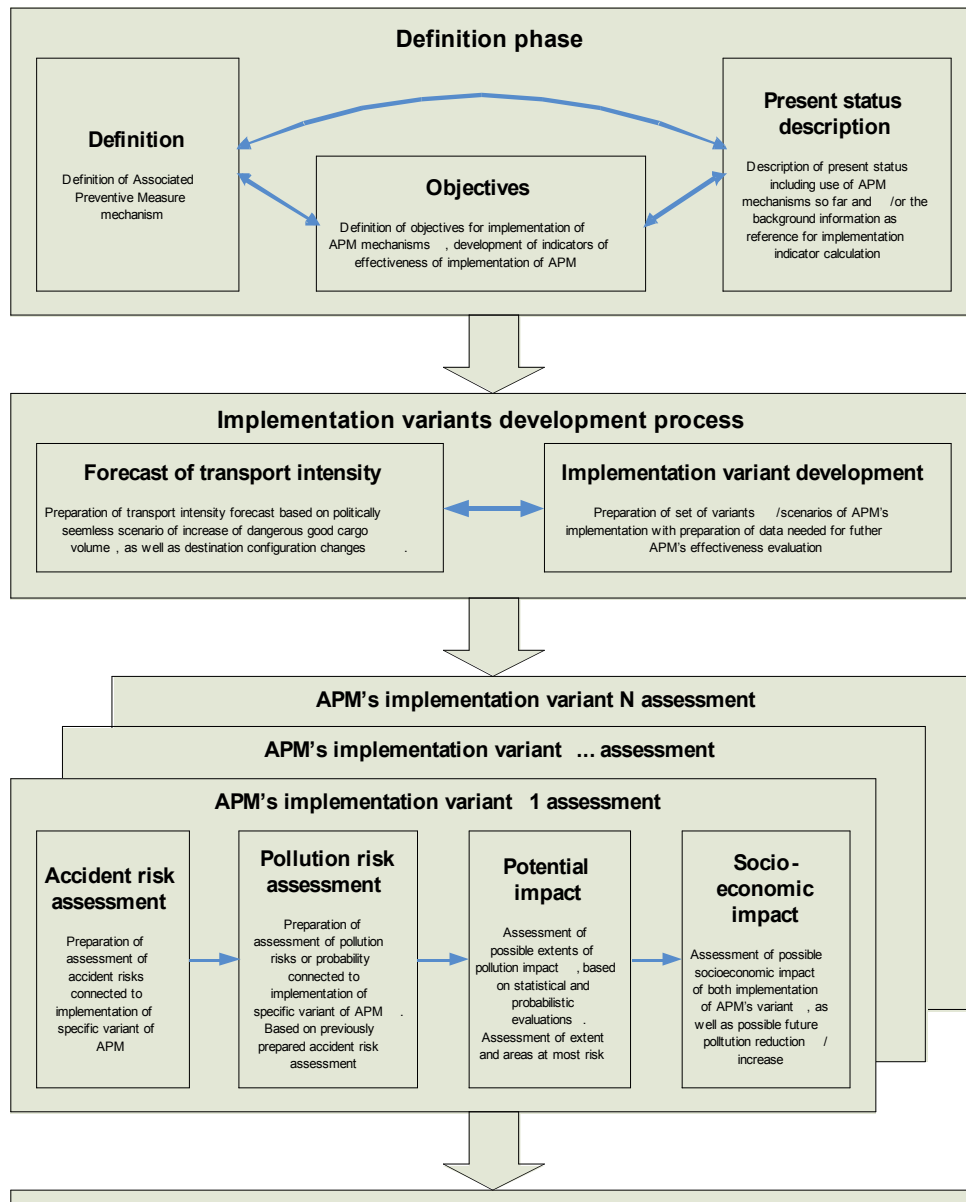 Definition phase
Definition
Definition of Associated
Preventive Measure
mechanism
Objectives
Definition of objectives for implementation of
APM mechanisms , development of indicators of
effectiveness of implementation of APM
Present status
description
Description of present status
including use of APM
mechanisms so far and /or the
background information as
reference for implementation
indicator calculation
Implementation variants development process
Forecast of transport intensity
Preparation of transport intensity forecast based on politically
seemless scenario of increase of dangerous good cargo
volume , as well as destination configuration changes .
Implementation variant development
Preparation of set of variants /scenarios of APM's
implementation with preparation of data needed for futher
APM's effectiveness evaluation
APM's implementation variant N assessment
APM's implementation variant ... assessment
APM's implementation variant 1 assessment
Accident risk
assessment
Preparation of
assessment of
accident risks
connected to
implementation of
specific variant of
APM
Pollution risk
assessment
Preparation of
assessment of pollution
risks or probability
connected to
implementation of
specific variant of APM .
Based on previously
prepared accident risk
assessment
Potential
impact
Assessment of
possible extents of
pollution impact , based
on statistical and
probabilistic
evaluations .
Assessment of extent
and areas at most risk
Socio-
economic
impact
Assessment of possible
socioeconomic impact
of both implementation
of APM's variant , as
well as possible future
polltution reduction /
increase